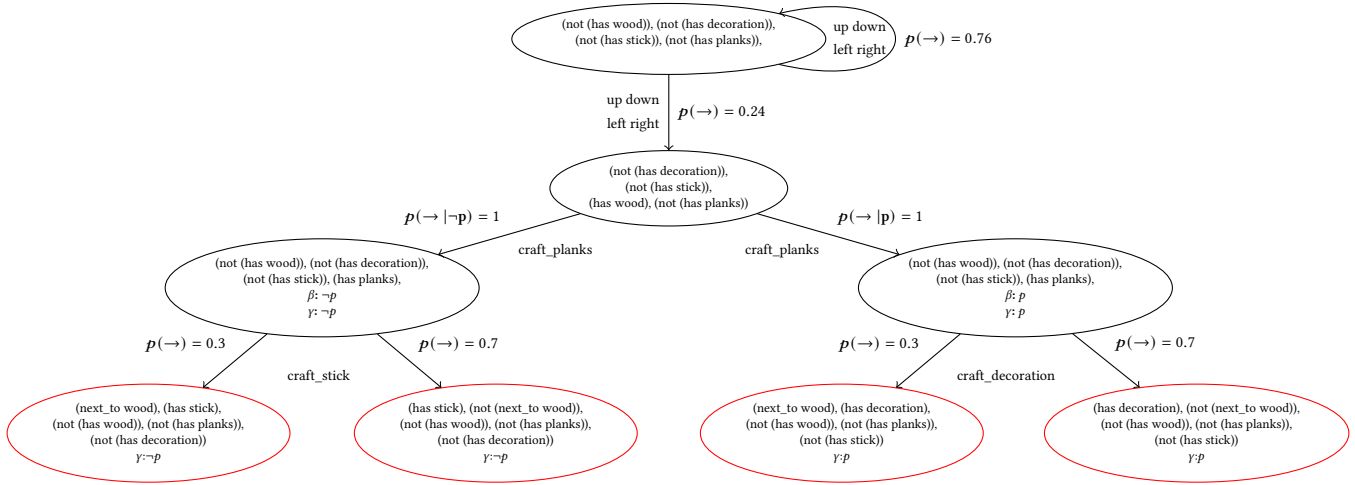 (not (has wood)), (not (has decoration)),
(not (has stick)), (not (has planks)),
up down
left right
p(→) = 0.76
up down
left right
p(→) = 0.24
(not (has decoration)),
(not (has stick)),
(has wood), (not (has planks))
p(→ |¬p) = 1
p(→ |p) = 1
craft_planks
craft_planks
(not (has wood)), (not (has decoration)),
(not (has stick)), (has planks),
β: ¬p
γ: ¬p
(not (has wood)), (not (has decoration)),
(not (has stick)), (has planks),
β: p
γ: p
p(→) = 0.3
p(→) = 0.7
craft_stick
p(→) = 0.3
p(→) = 0.7
craft_decoration
(next_to wood), (has stick),
(not (has wood)), (not (has planks)),
(not (has decoration))
γ:¬p
(has stick), (not (next_to wood)),
(not (has wood)), (not (has planks)),
(not (has decoration))
γ:¬p
(next_to wood), (has decoration),
(not (has wood)), (not (has planks)),
(not (has stick))
γ:p
(has decoration), (not (next_to wood)),
(not (has wood)), (not (has planks)),
(not (has stick))
γ:p